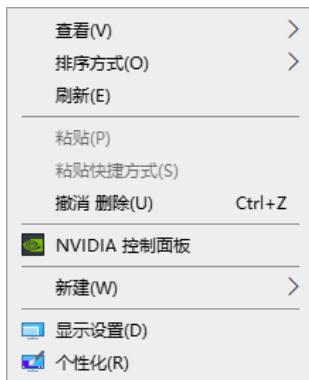 查看(V)
排序方式(O)
刷新(E)
粘贴(P)
粘贴快捷方式(S)
撤消 删除(U) Ctrl+Z
NVIDIA 控制面板
新建(W)
显示设置(D)
个性化(R)